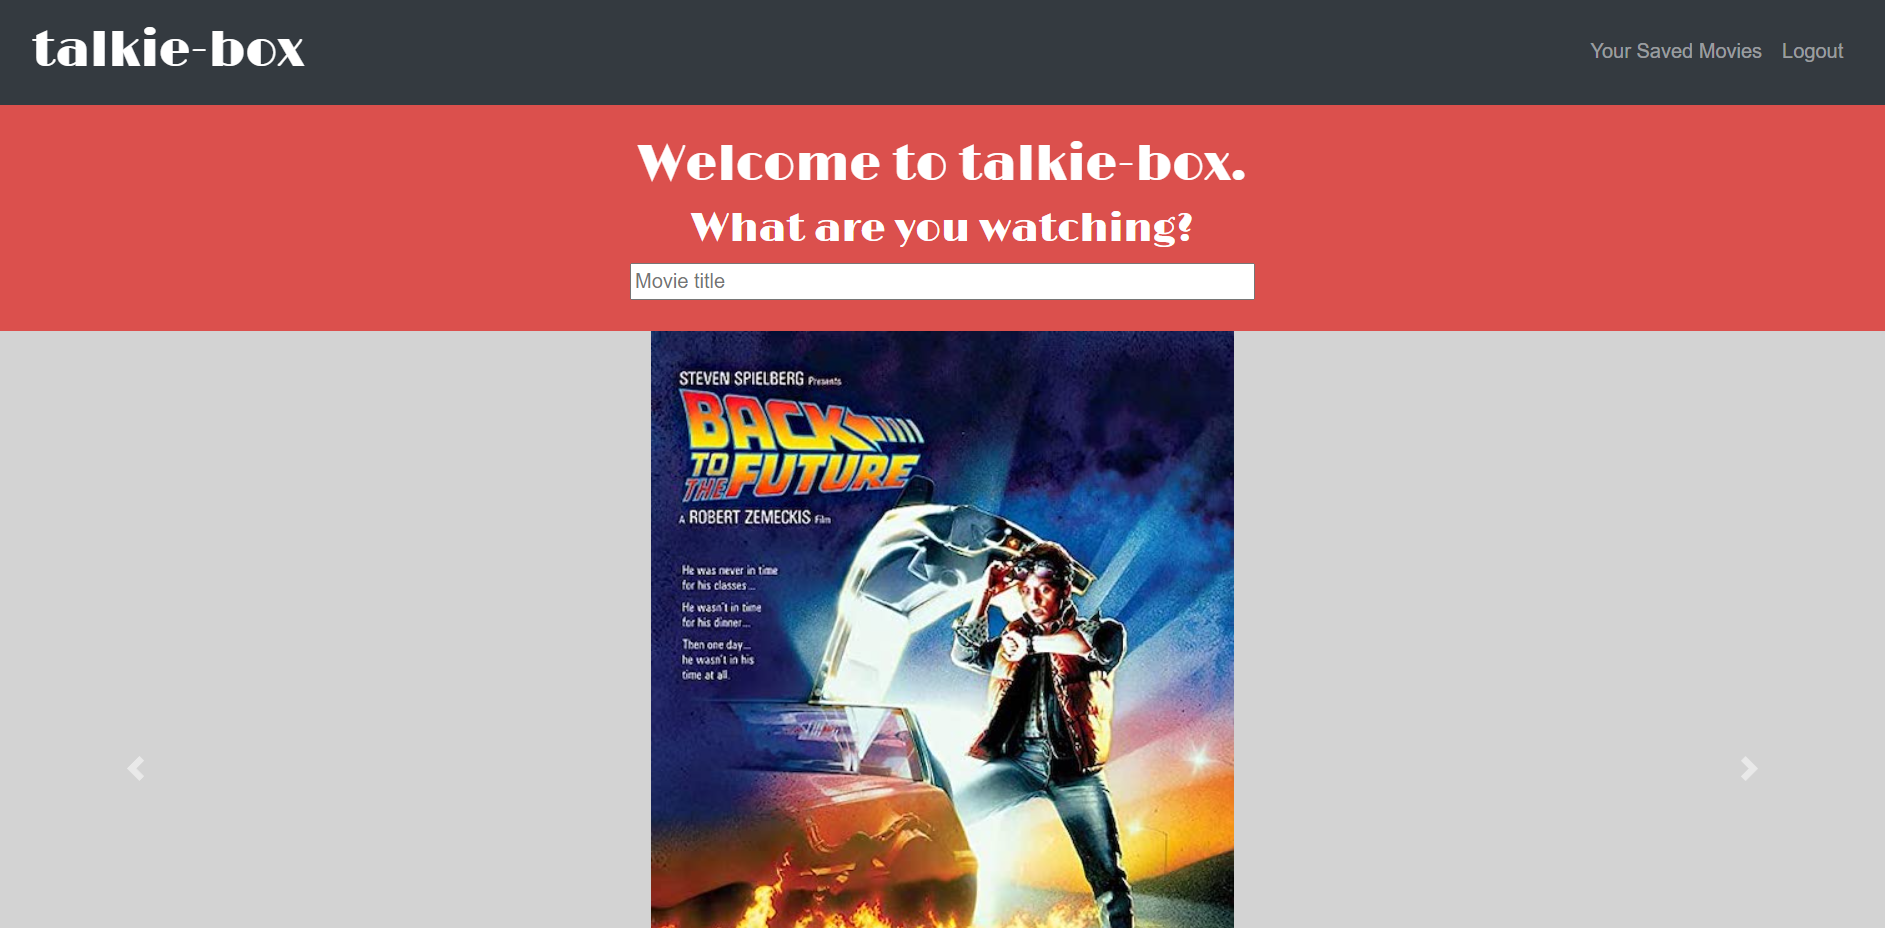 talkie-box
Your Saved Movies
Logout
Welcome to talkie-box.
What are you watching?
Movie title
STEVEN SPIELBERG Presents
BACK
TO
THE FUTURE
A ROBERT ZEMECKIS Film
He was never in time
for his classes...
He wasn't in time
for his dinner...
Then one day...
he wasn't in his
time at all.